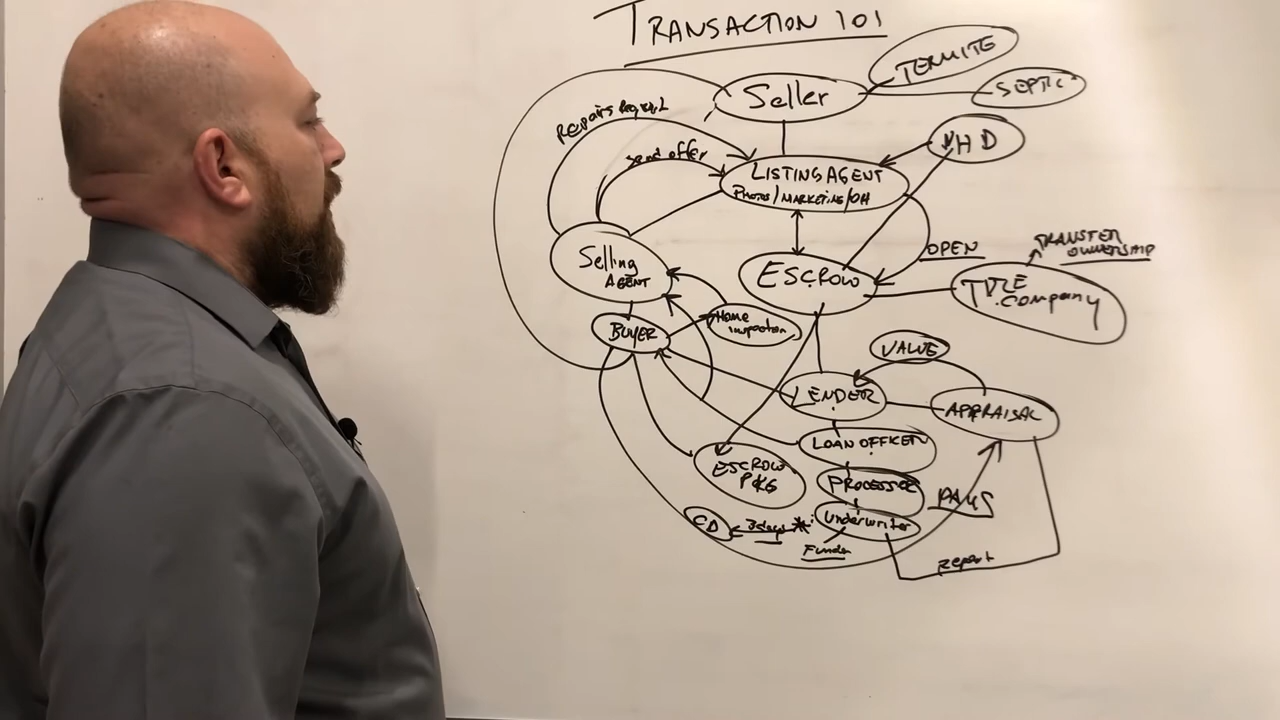 TRANSACTION 101
TERMITE
Seller
SEPTIC
Repairs Request
NHD
send offer
LISTING AGENT
PHOTOS/MARKETING/OH
Selling
AGENT
OPEN
TRANSFER
OWNERSHIP
ESCROW
TITLE
Company
BUYER
Home
inspection
VALUE
LENDER
APPRAISAL
LOAN OFFICER
ESCROW
PKG
PROCESSOR
PAYS
CD
3 days *
Underwriter
Funder
Report